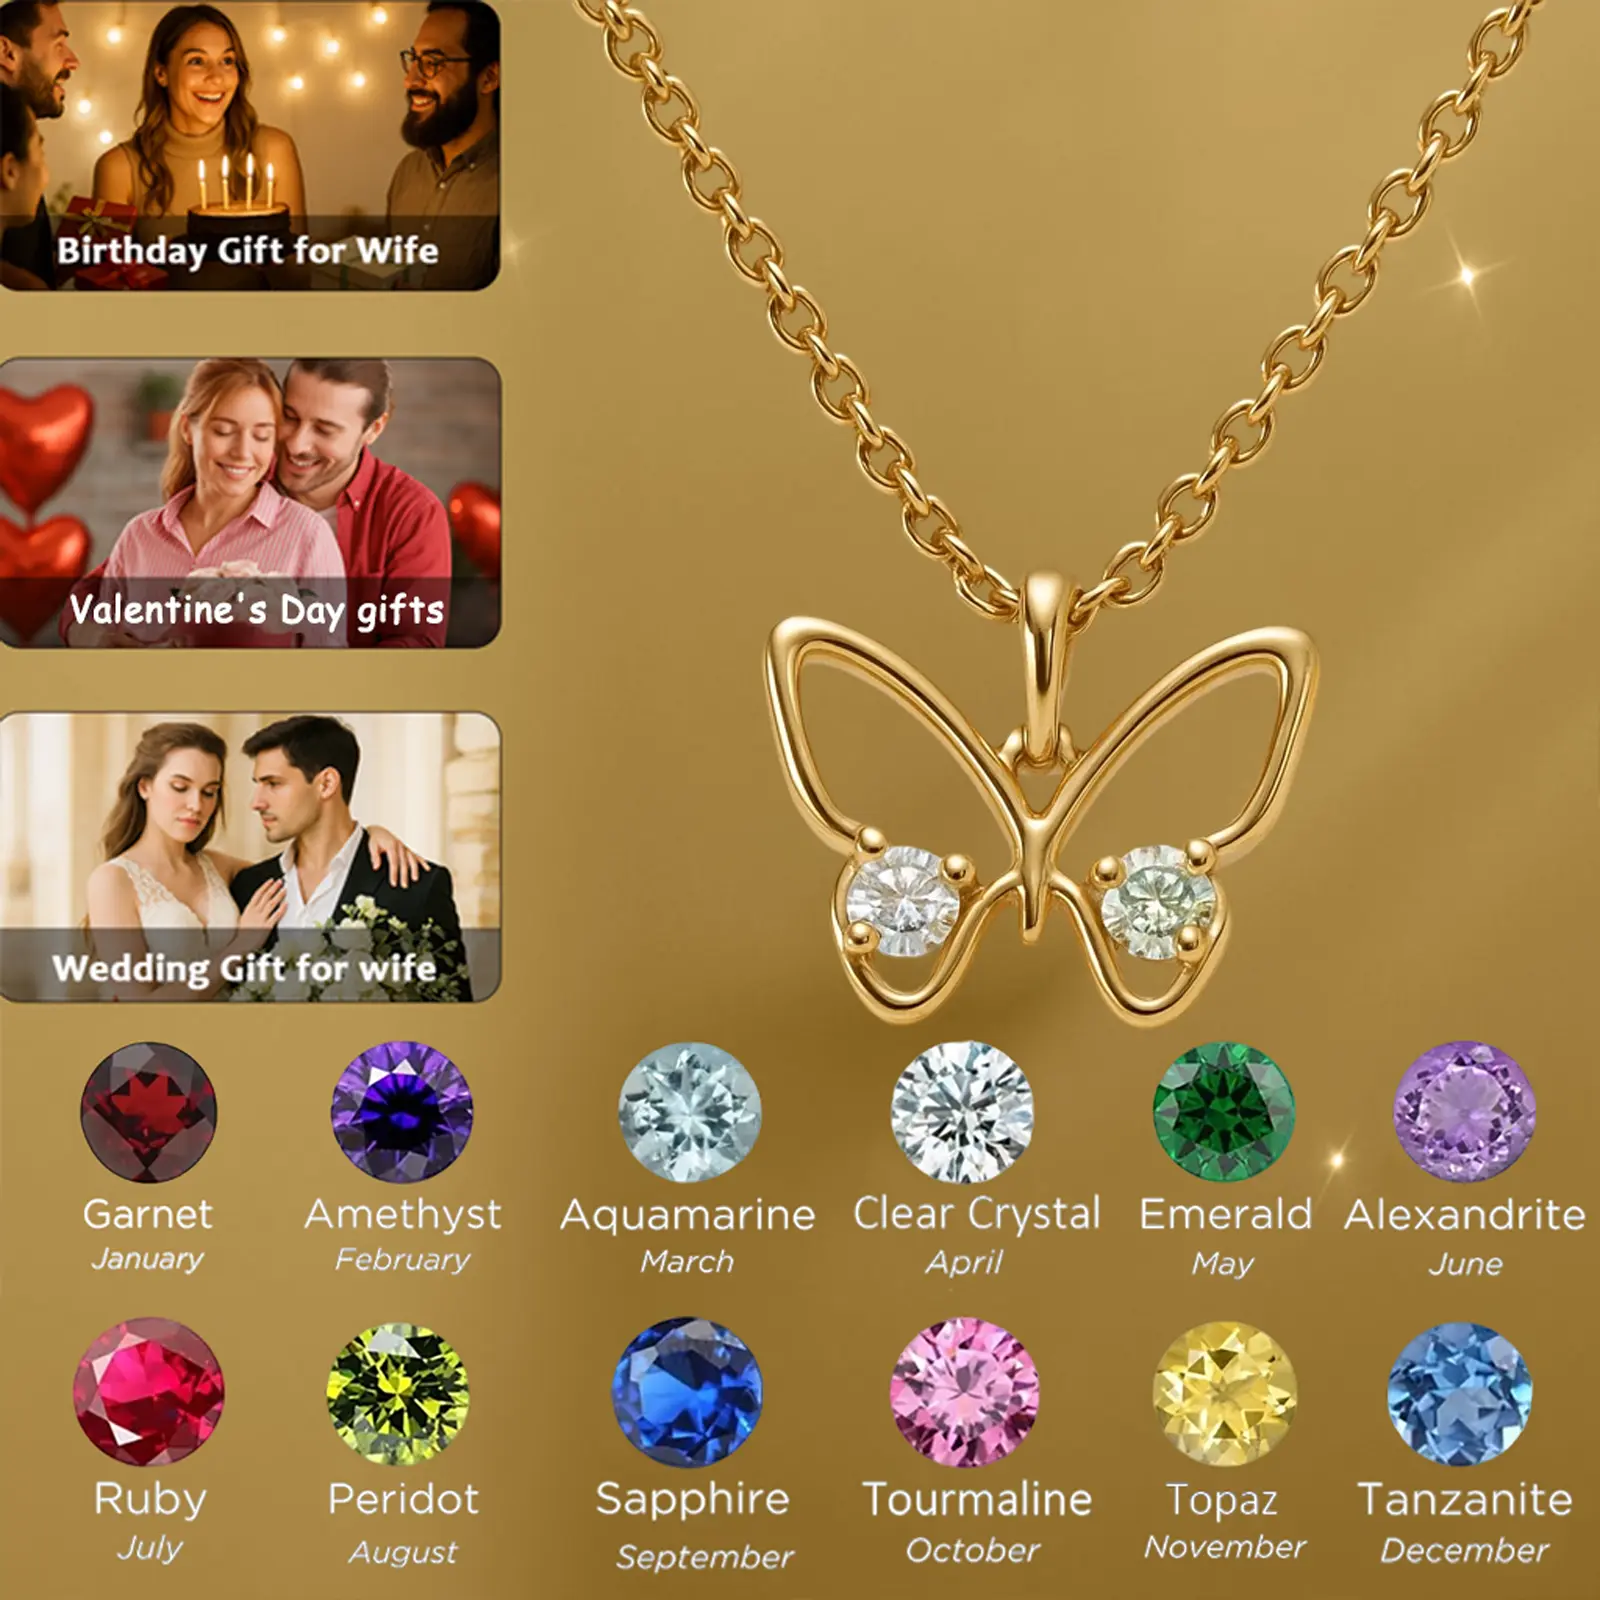 Birthday Gift for Wife
Valentine's Day gifts
Wedding Gift for wife
Garnet
January
Amethyst
February
Aquamarine
March
Clear Crystal
April
Emerald
May
Alexandrite
June
Ruby
July
Peridot
August
Sapphire
September
Tourmaline
October
Topaz
November
Tanzanite
December